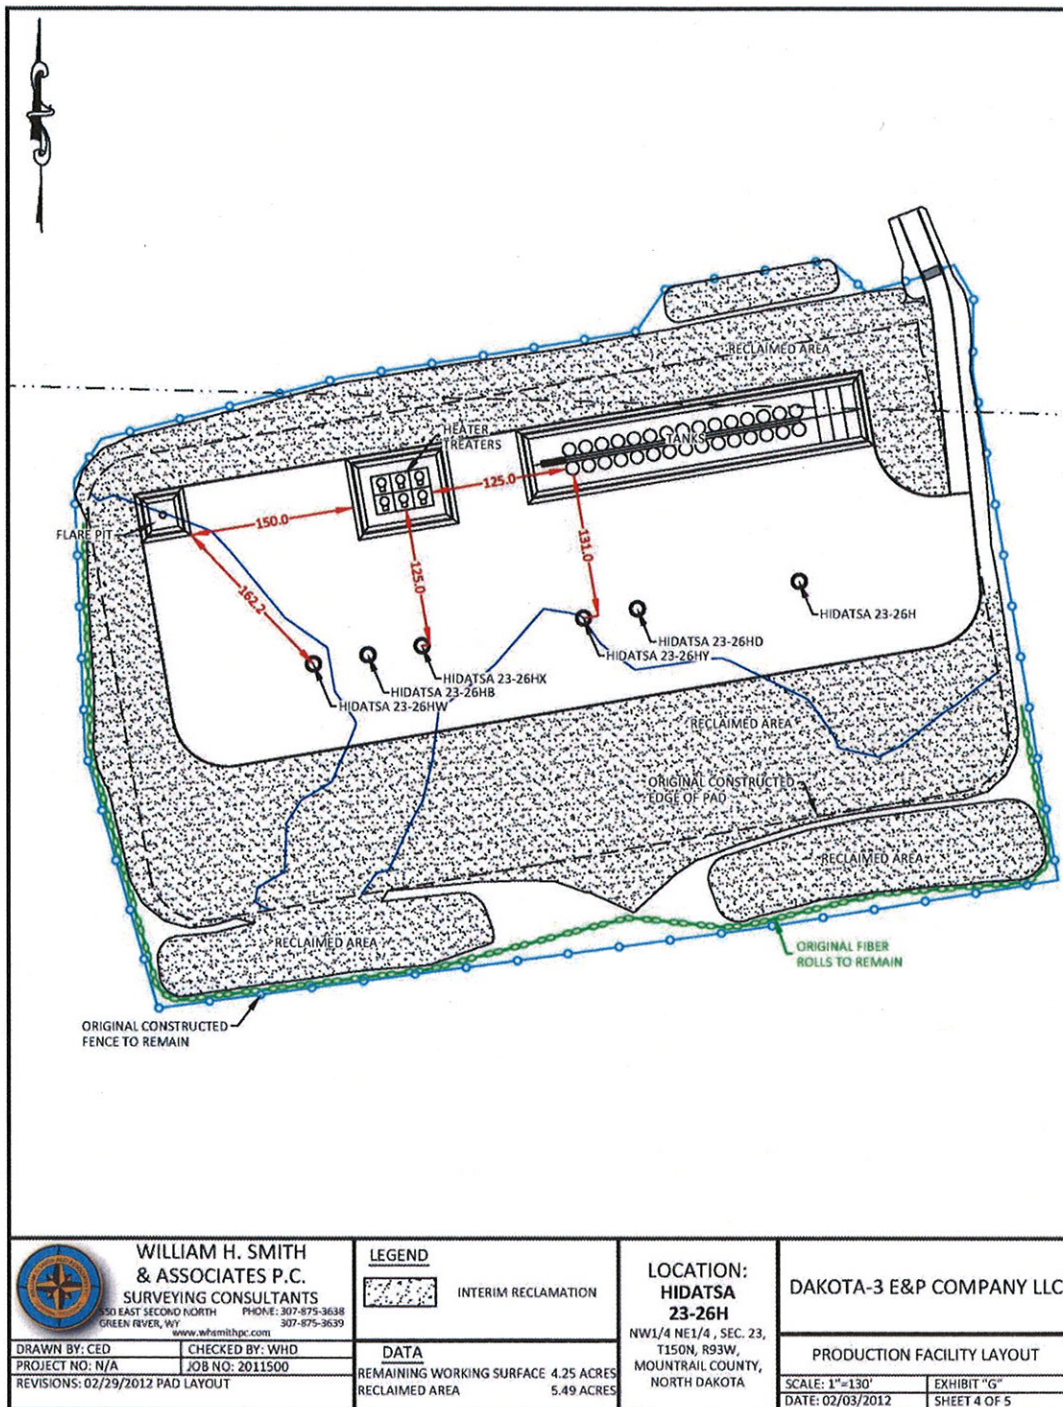 RECLAIMED AREA
HEATER
TREATERS
TANKS
125.0
150.0
FLARE PIT
125.0
131.0
162.2
HIDATSA 23-26H
HIDATSA 23-26HD
HIDATSA 23-26HY
HIDATSA 23-26HX
HIDATSA 23-26HB
HIDATSA 23-26HW
RECLAIMED AREA
ORIGINAL CONSTRUCTED
EDGE OF PAD
RECLAIMED AREA
RECLAIMED AREA
ORIGINAL FIBER
ROLLS TO REMAIN
ORIGINAL CONSTRUCTED
FENCE TO REMAIN
WILLIAM H. SMITH
& ASSOCIATES P.C.
SURVEYING CONSULTANTS
550 EAST SECOND NORTH PHONE: 307-875-3638
GREEN RIVER, WY 307-875-3639
www.whsmithpc.com
DRAWN BY: CED CHECKED BY: WHD
PROJECT NO: N/A JOB NO: 2011500
REVISIONS: 02/29/2012 PAD LAYOUT
LEGEND
INTERIM RECLAMATION
DATA
REMAINING WORKING SURFACE 4.25 ACRES
RECLAIMED AREA 5.49 ACRES
LOCATION:
HIDATSA
23-26H
NW1/4 NE1/4 , SEC. 23,
T150N, R93W,
MOUNTRAIL COUNTY,
NORTH DAKOTA
DAKOTA-3 E&P COMPANY LLC
PRODUCTION FACILITY LAYOUT
SCALE: 1"=130' EXHIBIT "G"
DATE: 02/03/2012 SHEET 4 OF 5